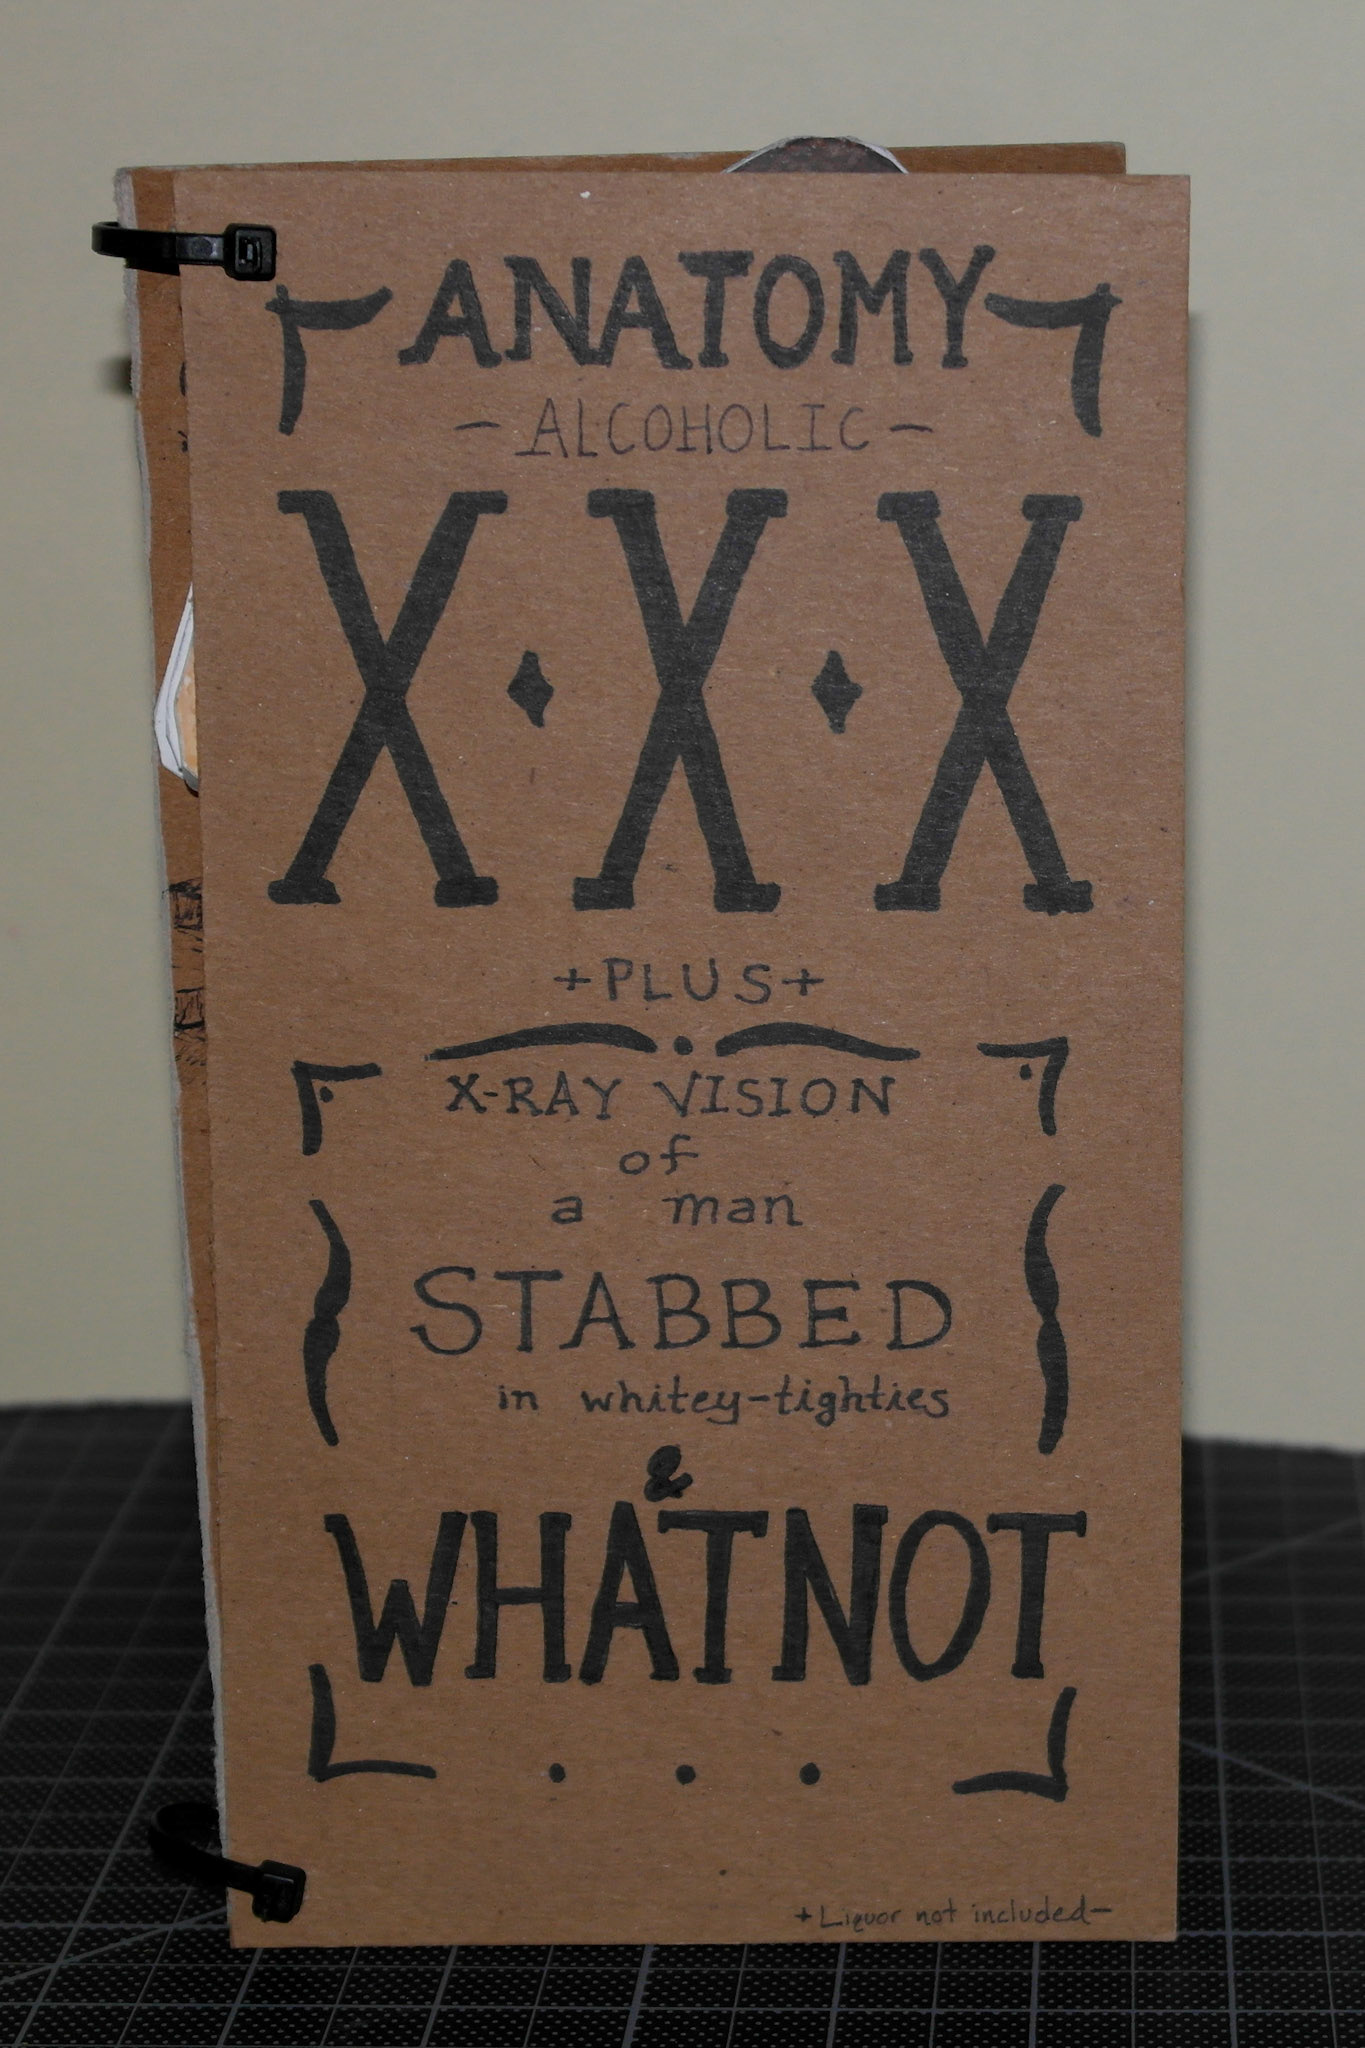 ANATOMY
- ALCOHOLIC -
X · X · X
+ PLUS +
X-RAY VISION
of
a man
STABBED
in whitey-tighties
&
WHATNOT
+ Liquor not included -